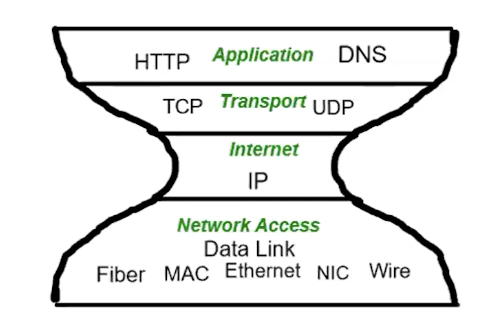 HTTP Application DNS
TCP Transport UDP
Internet
IP
Network Access
Data Link
Fiber MAC Ethernet NIC Wire